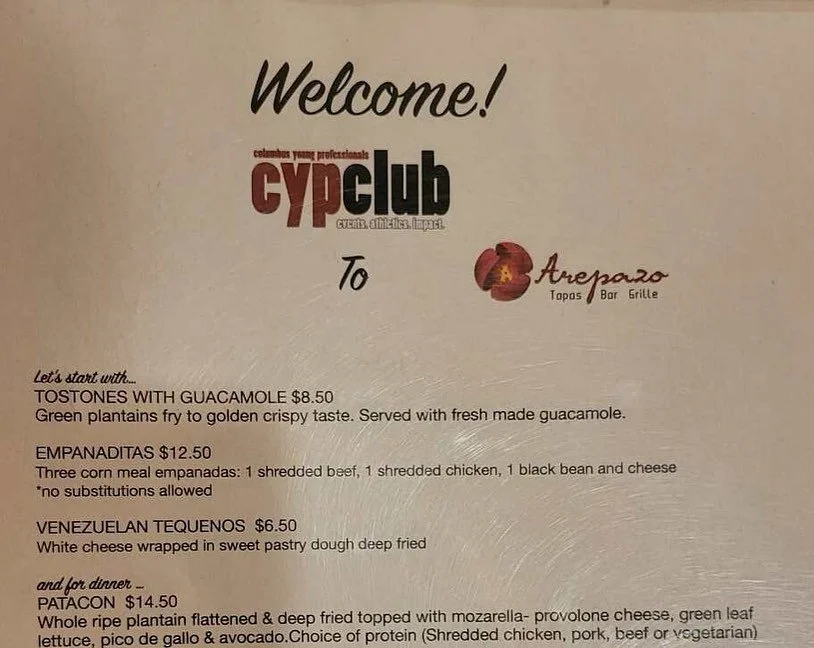 Welcome!
columbus young professionals
cypclub
events. athletics. impact.
To
Arepazo
Tapas Bar Grille
Let's start with...
TOSTONES WITH GUACAMOLE $8.50
Green plantains fry to golden crispy taste. Served with fresh made guacamole.
EMPANADITAS $12.50
Three corn meal empanadas: 1 shredded beef, 1 shredded chicken, 1 black bean and cheese
*no substitutions allowed
VENEZUELAN TEQUENOS $6.50
White cheese wrapped in sweet pastry dough deep fried
and for dinner ...
PATACON $14.50
Whole ripe plantain flattened & deep fried topped with mozarella- provolone cheese, green leaf
lettuce, pico de gallo & avocado.Choice of protein (Shredded chicken, pork, beef or vegetarian)